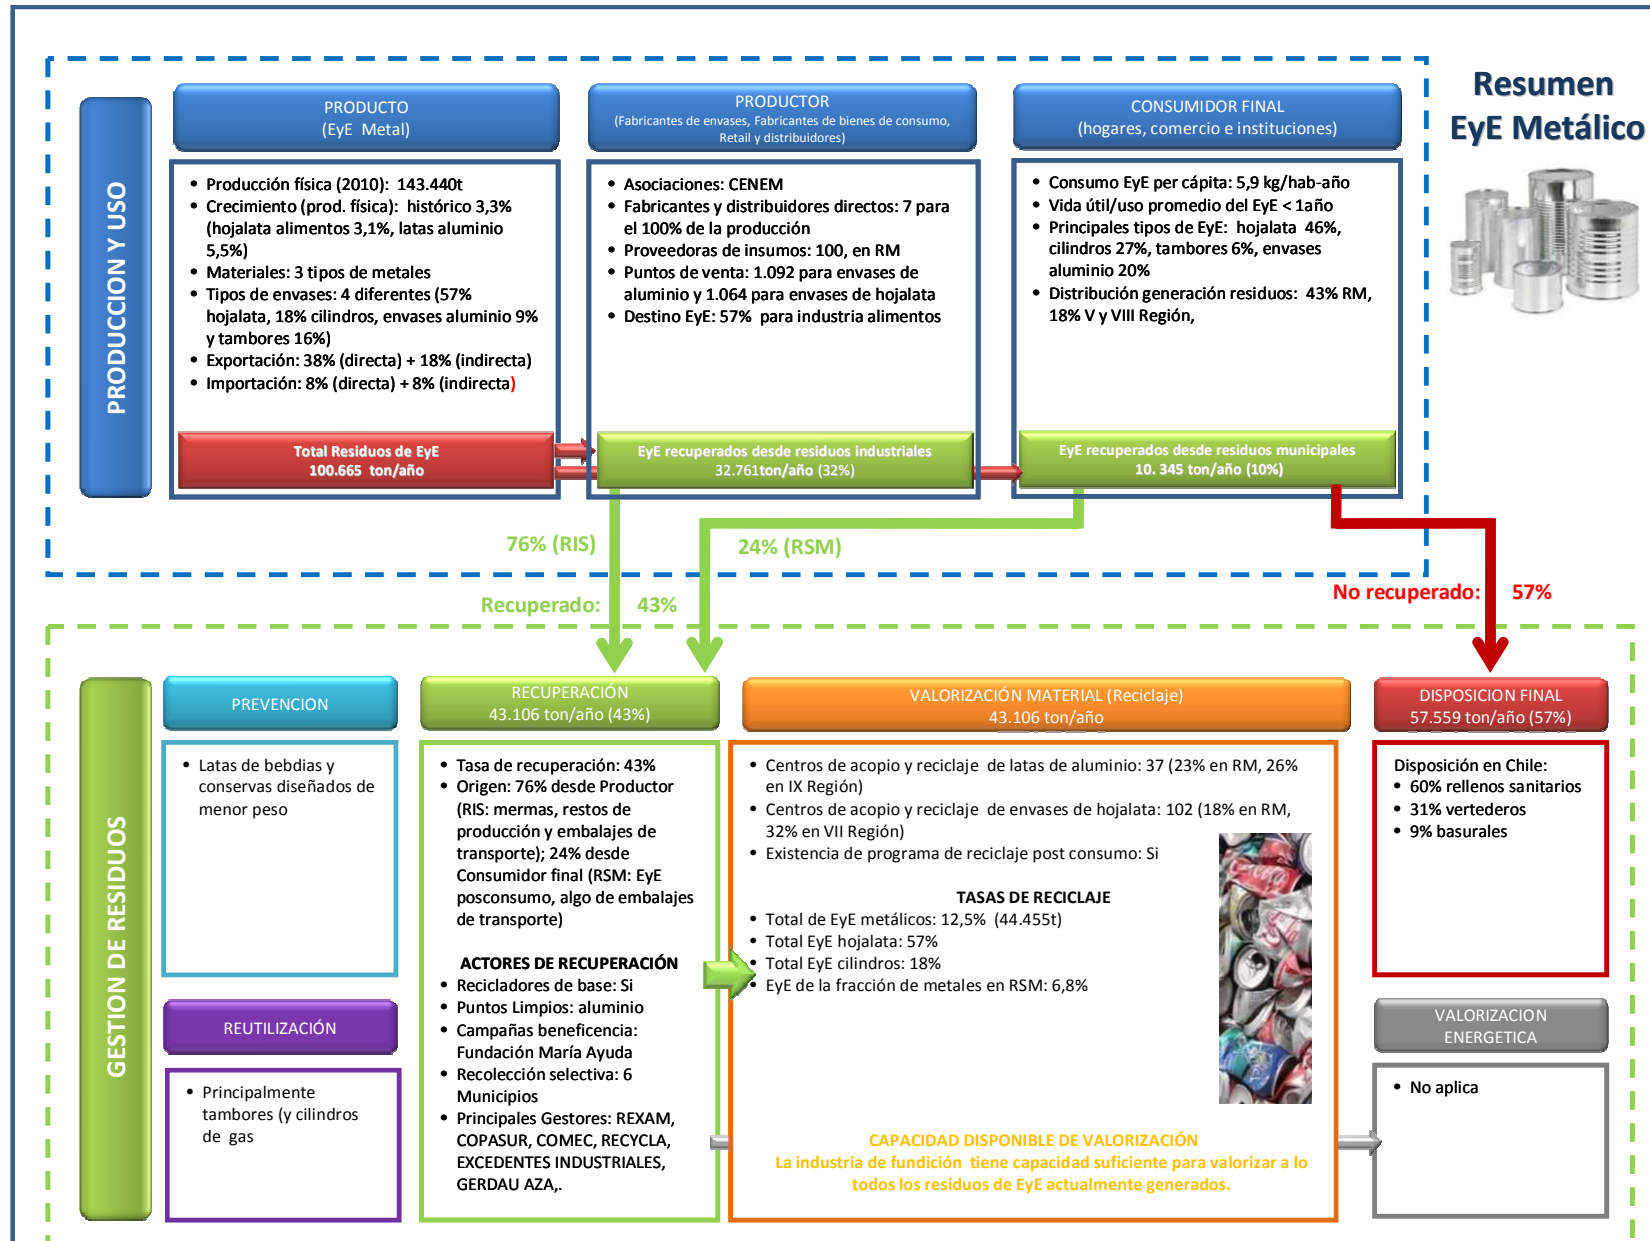 Resumen
EyE Metálico
PRODUCCION Y USO
PRODUCTO
(EyE Metal)
• Producción física (2010): 143.440t
• Crecimiento (prod. física): histórico 3,3%
(hojalata alimentos 3,1%, latas aluminio
5,5%)
• Materiales: 3 tipos de metales
• Tipos de envases: 4 diferentes (57%
hojalata, 18% cilindros, envases aluminio 9%
y tambores 16%)
• Exportación: 38% (directa) + 18% (indirecta)
• Importación: 8% (directa) + 8% (indirecta)
Total Residuos de EyE
100.665 ton/año
PRODUCTOR
(Fabricantes de envases, Fabricantes de bienes de consumo,
Retail y distribuidores)
• Asociaciones: CENEM
• Fabricantes y distribuidores directos: 7 para
el 100% de la producción
• Proveedoras de insumos: 100, en RM
• Puntos de venta: 1.092 para envases de
aluminio y 1.064 para envases de hojalata
• Destino EyE: 57% para industria alimentos
EyE recuperados desde residuos industriales
32.761ton/año (32%)
CONSUMIDOR FINAL
(hogares, comercio e instituciones)
• Consumo EyE per cápita: 5,9 kg/hab-año
• Vida útil/uso promedio del EyE < 1año
• Principales tipos de EyE: hojalata 46%,
cilindros 27%, tambores 6%, envases
aluminio 20%
• Distribución generación residuos: 43% RM,
18% V y VIII Región,
EyE recuperados desde residuos municipales
10. 345 ton/año (10%)
76% (RIS)
24% (RSM)
Recuperado: 43%
No recuperado: 57%
GESTION DE RESIDUOS
PREVENCION
• Latas de bebdias y
conservas diseñados de
menor peso
REUTILIZACIÓN
• Principalmente
tambores (y cilindros
de gas
RECUPERACIÓN
43.106 ton/año (43%)
• Tasa de recuperación: 43%
• Origen: 76% desde Productor
(RIS: mermas, restos de
producción y embalajes de
transporte); 24% desde
Consumidor final (RSM: EyE
posconsumo, algo de embalajes
de transporte)
ACTORES DE RECUPERACIÓN
• Recicladores de base: Si
• Puntos Limpios: aluminio
• Campañas beneficencia:
Fundación María Ayuda
• Recolección selectiva: 6
Municipios
• Principales Gestores: REXAM,
COPASUR, COMEC, RECYCLA,
EXCEDENTES INDUSTRIALES,
GERDAU AZA,.
VALORIZACIÓN MATERIAL (Reciclaje)
43.106 ton/año
• Centros de acopio y reciclaje de latas de aluminio: 37 (23% en RM, 26%
en IX Región)
• Centros de acopio y reciclaje de envases de hojalata: 102 (18% en RM,
32% en VII Región)
• Existencia de programa de reciclaje post consumo: Si
TASAS DE RECICLAJE
• Total de EyE metálicos: 12,5% (44.455t)
• Total EyE hojalata: 57%
• Total EyE cilindros: 18%
• EyE de la fracción de metales en RSM: 6,8%
CAPACIDAD DISPONIBLE DE VALORIZACIÓN
La industria de fundición tiene capacidad suficiente para valorizar a lo
todos los residuos de EyE actualmente generados.
DISPOSICION FINAL
57.559 ton/año (57%)
Disposición en Chile:
• 60% rellenos sanitarios
• 31% vertederos
• 9% basurales
VALORIZACION
ENERGETICA
• No aplica